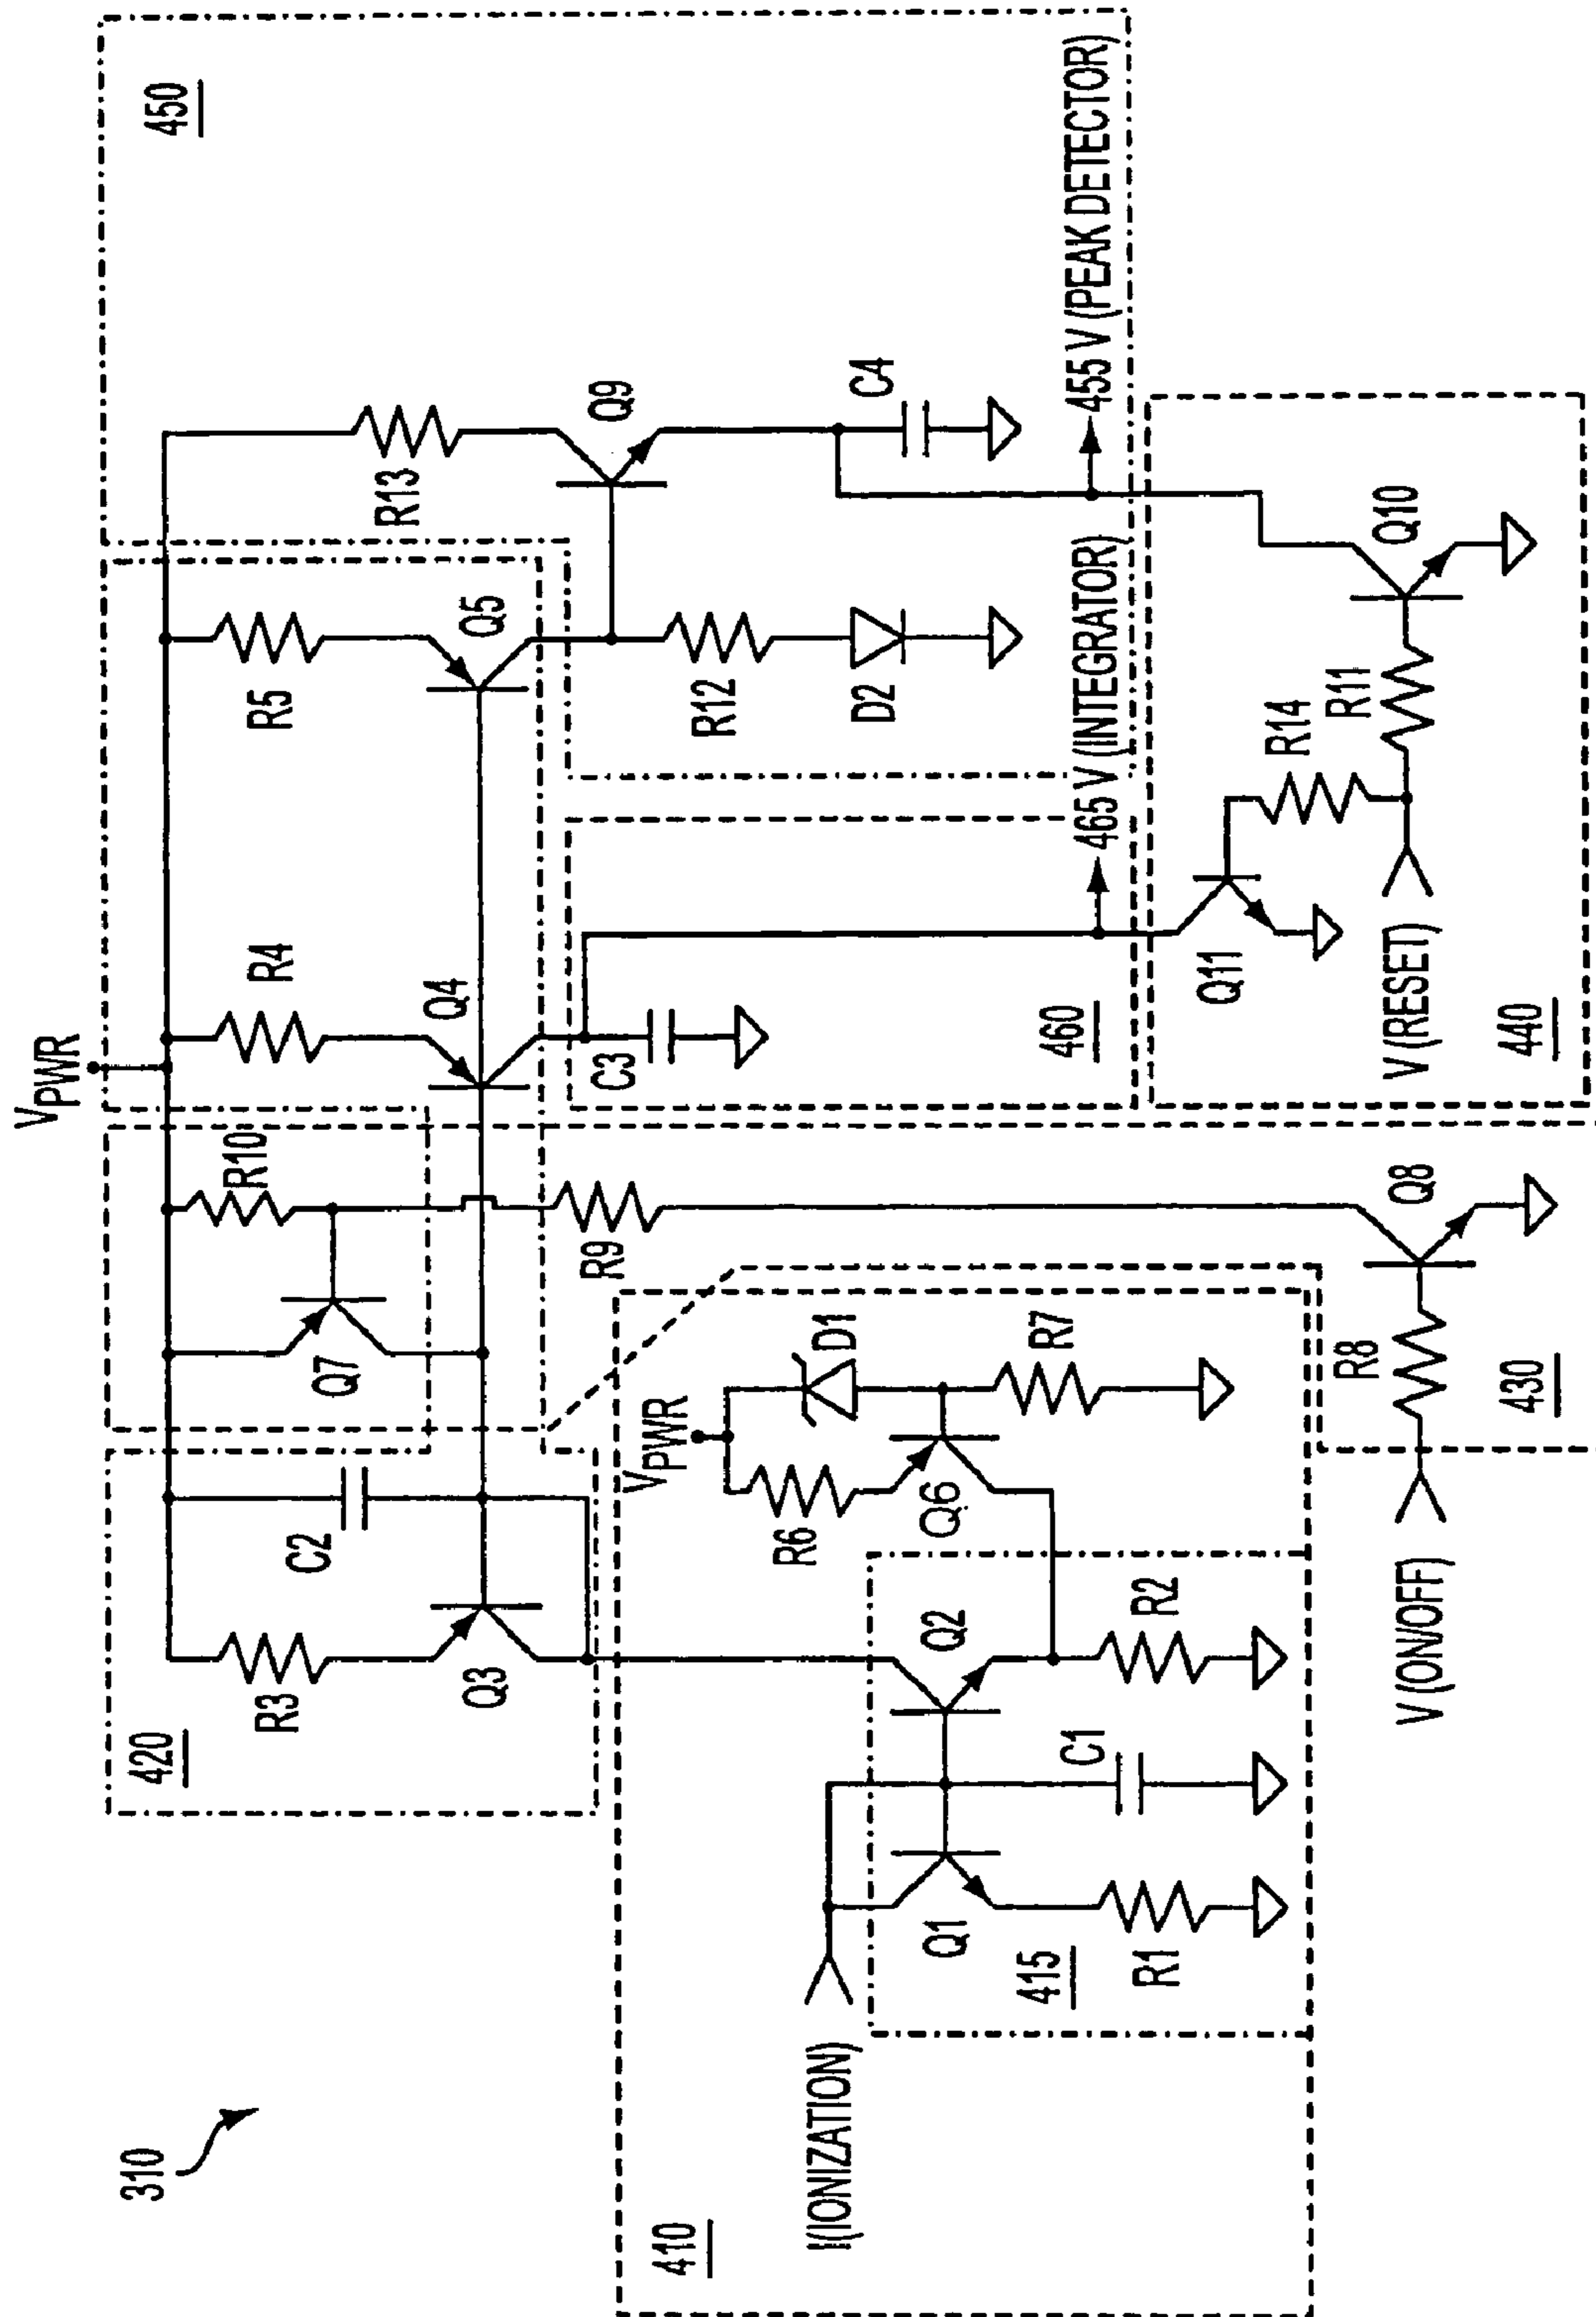 310
V PWR
450
420
R3
Q3
C2
Q7
R10
R4
Q4
R5
Q5
R13
Q9
R9
C3
R12
D2
C4
460
465 V (INTEGRATOR)
455 V (PEAK DETECTOR)
410
I(IONIZATION)
415
Q1
R1
C1
Q2
R2
V PWR
R6
Q6
D1
R7
V (ON/OFF)
R8
Q8
430
440
V (RESET)
Q11
R14
R11
Q10